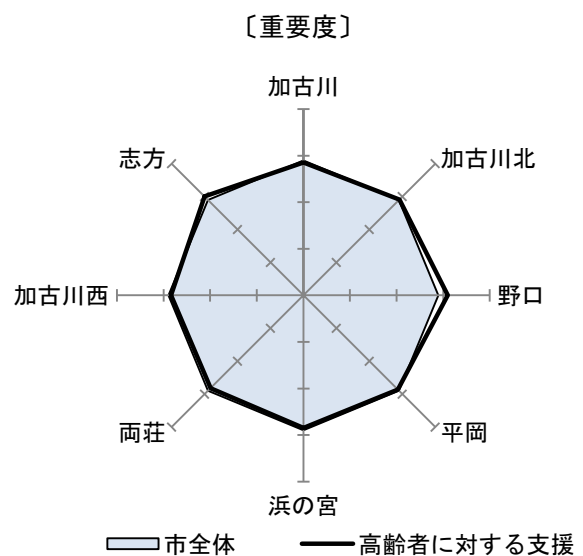 〔重要度〕
加古川
志方
加古川北
加古川西
野口
両荘
平岡
浜の宮
市全体
高齢者に対する支援